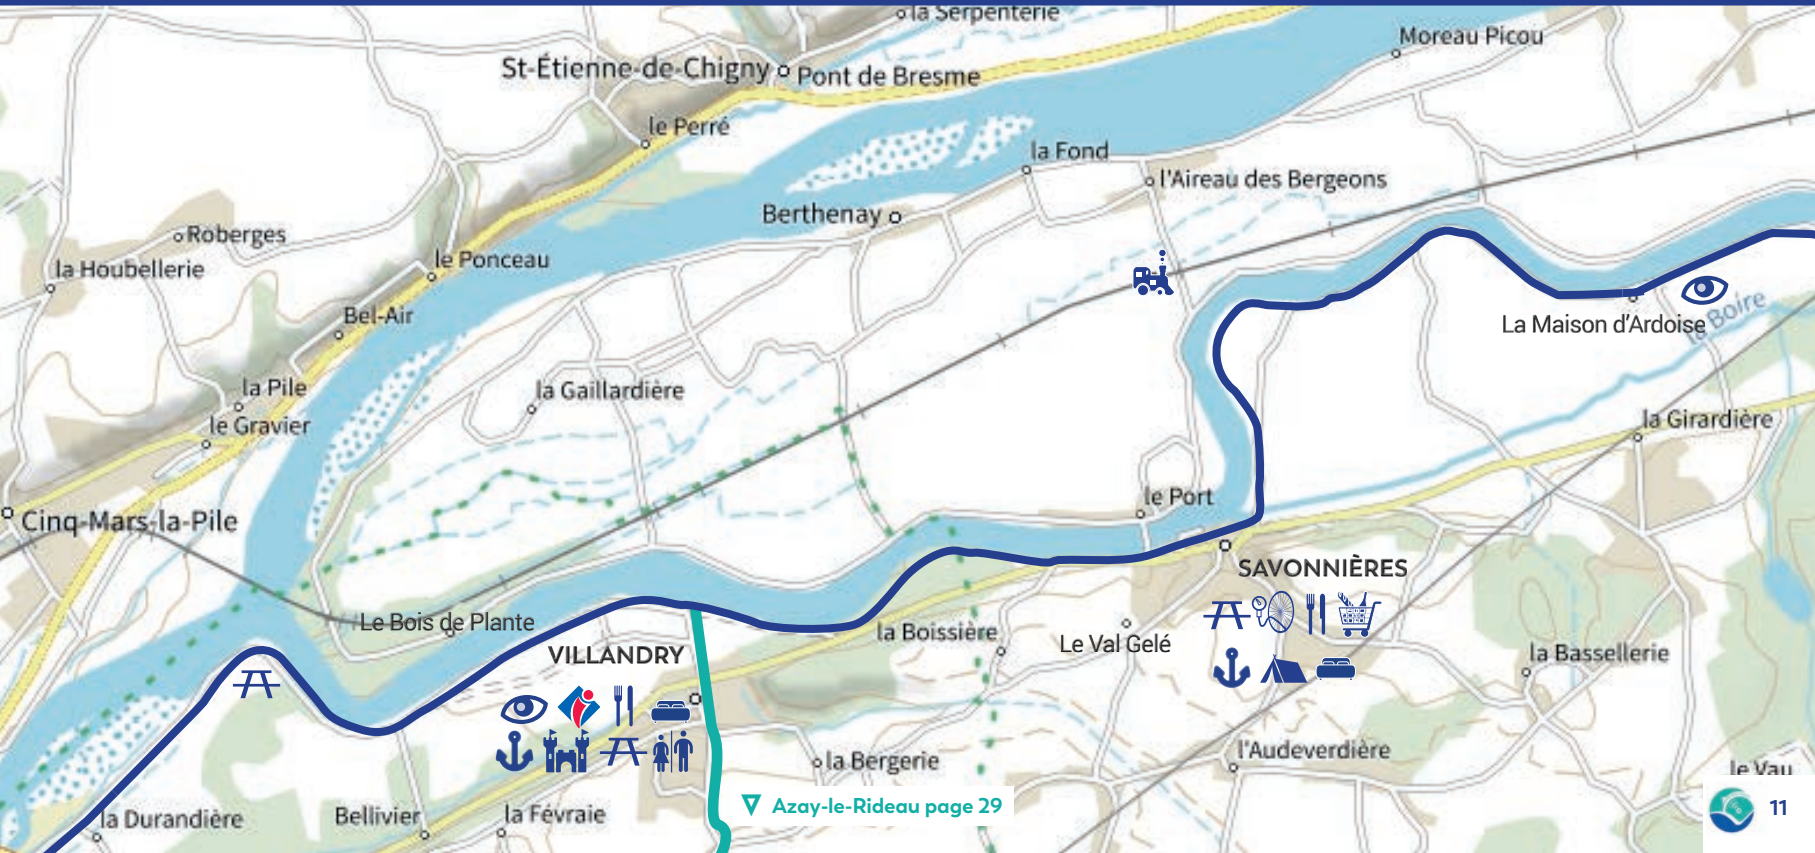 la Serpenterie
Moreau Picou
St-Étienne-de-Chigny
Pont de Bresme
le Perré
la Fond
l'Aireau des Bergeons
Berthenay
Roberges
la Houbellerie
le Ponceau
Bel-Air
La Maison d'Ardoise
la Boire
la Pile
la Gaillardière
le Gravier
la Girardière
le Port
Cinq-Mars-la-Pile
SAVONNIÈRES
Le Bois de Plante
la Boissière
Le Val Gelé
VILLANDRY
la Bassellerie
l'Audeverdière
la Bergerie
le Vau
Azay-le-Rideau page 29
la Durandière
Bellivier
la Févraie
11